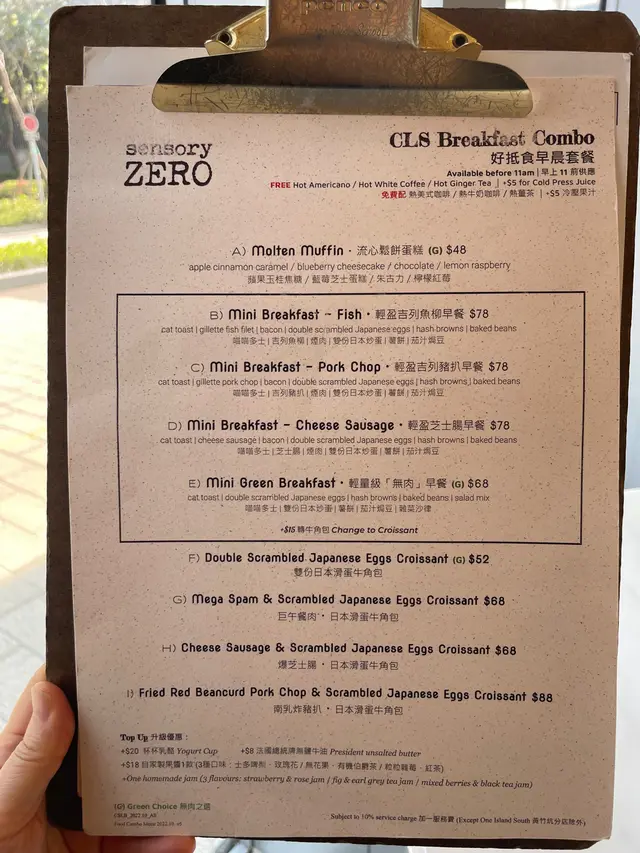 sensory
ZERO
CLS Breakfast Combo
好抵食早晨套餐
Available before 11am | 早上 11 前供應
FREE Hot Americano / Hot White Coffee / Hot Ginger Tea | +$5 for Cold Press Juice
免費配 熱美式咖啡 / 熱牛奶咖啡 / 熱薑茶 | +$5 冷壓果汁
A) Molten Muffin · 流心鬆餅蛋糕 (G) $48
apple cinnamon caramel / blueberry cheesecake / chocolate / lemon raspberry
蘋果玉桂焦糖 / 藍莓芝士蛋糕 / 朱古力 / 檸檬紅莓
B) Mini Breakfast - Fish · 輕盈吉列魚柳早餐 $78
cat toast | gillette fish filet | bacon | double scrambled Japanese eggs | hash browns | baked beans
喵喵多士 | 吉列魚柳 | 煙肉 | 雙份日本炒蛋 | 薯餅 | 茄汁焗豆
C) Mini Breakfast - Pork Chop · 輕盈吉列豬扒早餐 $78
cat toast | gillette pork chop | bacon | double scrambled Japanese eggs | hash browns | baked beans
喵喵多士 | 吉列豬扒 | 煙肉 | 雙份日本炒蛋 | 薯餅 | 茄汁焗豆
D) Mini Breakfast - Cheese Sausage · 輕盈芝士腸早餐 $78
cat toast | cheese sausage | bacon | double scrambled Japanese eggs | hash browns | baked beans
喵喵多士 | 芝士腸 | 煙肉 | 雙份日本炒蛋 | 薯餅 | 茄汁焗豆
E) Mini Green Breakfast · 輕量級「無肉」早餐 (G) $68
cat toast | double scrambled Japanese eggs | hash browns | baked beans | salad mix
喵喵多士 | 雙份日本炒蛋 | 薯餅 | 茄汁焗豆 | 雜菜沙律
+$15 轉牛角包 Change to Croissant
F) Double Scrambled Japanese Eggs Croissant (G) $52
雙份日本滑蛋牛角包
G) Mega Spam & Scrambled Japanese Eggs Croissant $68
巨午餐肉 · 日本滑蛋牛角包
H) Cheese Sausage & Scrambled Japanese Eggs Croissant $68
爆芝士腸 · 日本滑蛋牛角包
I) Fried Red Beancurd Pork Chop & Scrambled Japanese Eggs Croissant $88
南乳炸豬扒 · 日本滑蛋牛角包
Top Up 升級優惠：
+$20 杯杯乳酪 Yogurt Cup +$8 法國總統牌無鹽牛油 President unsalted butter
+$18 自家製果醬1款 (3種口味：士多啤梨、玫瑰花 / 無花果、有機伯爵茶 / 粒粒雜莓、紅茶)
+One homemade jam (3 flavours: strawberry & rose jam / fig & earl grey tea jam / mixed berries & black tea jam)
(G) Green Choice 無肉之選
Subject to 10% service charge 加一服務費 (Except One Island South 黃竹坑分店除外)